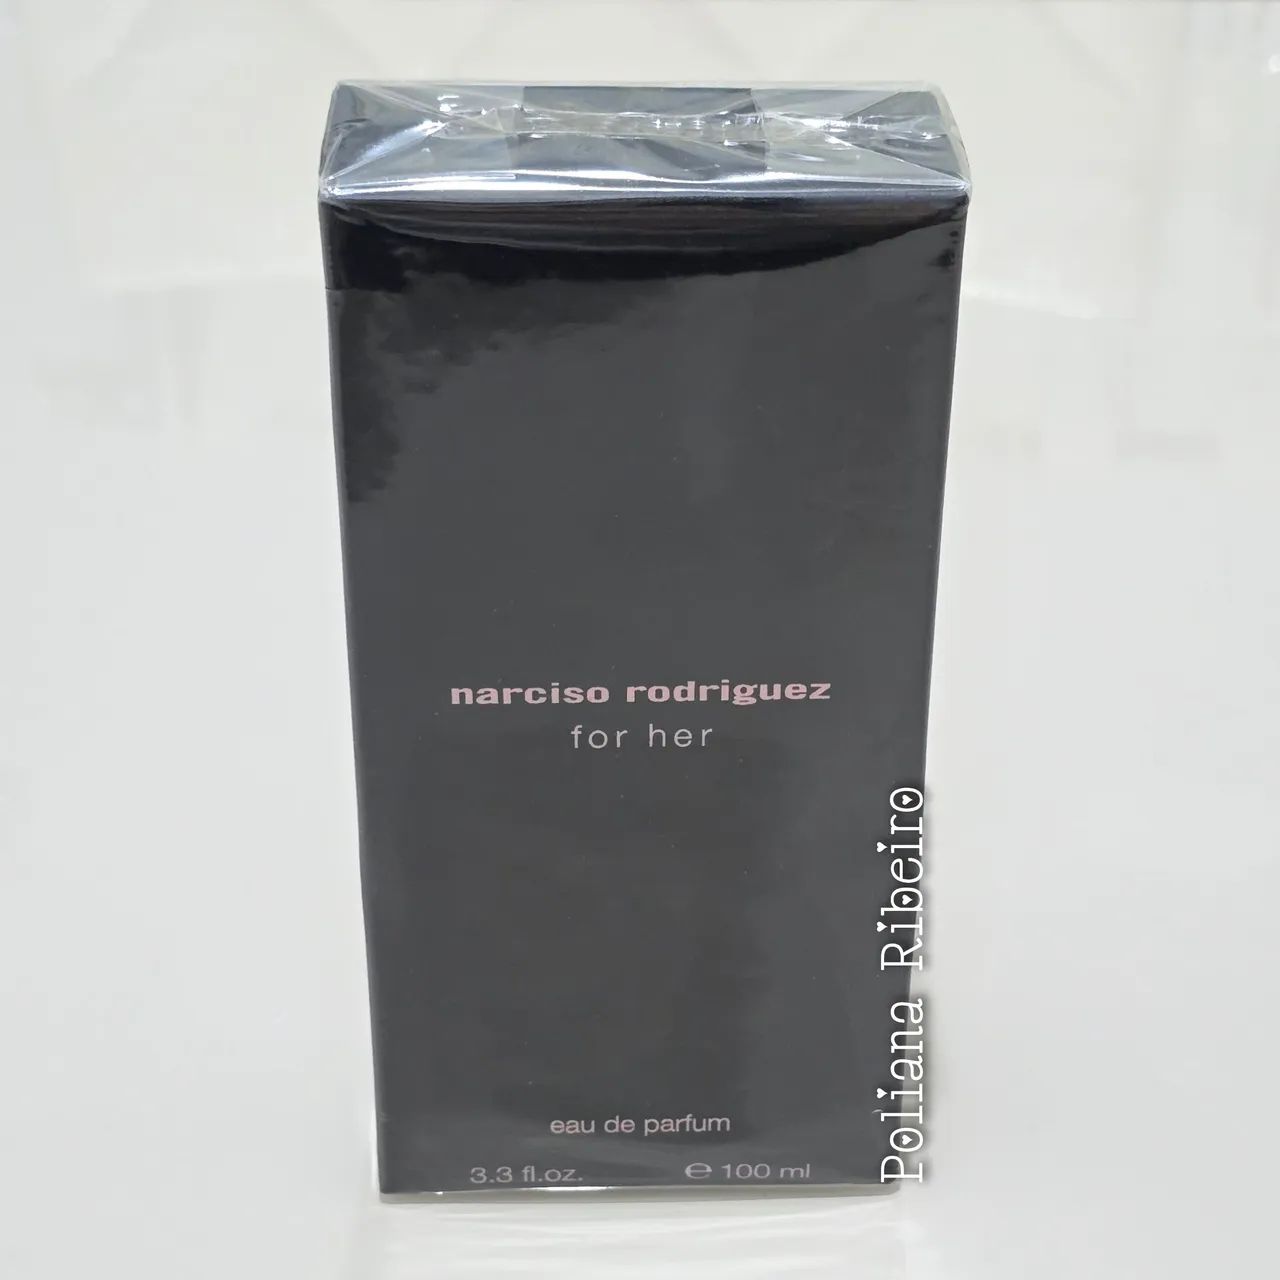 narciso rodriguez
for her
eau de parfum
3.3 fl.oz. ℮ 100 ml
Poliana Ribeiro